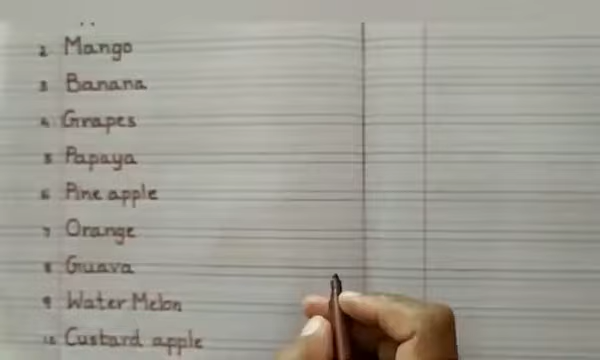 2. Mango
3. Banana
4. Grapes
5. Papaya
6. Pine apple
7. Orange
8. Guava
9. Water Melon
10. Custard apple